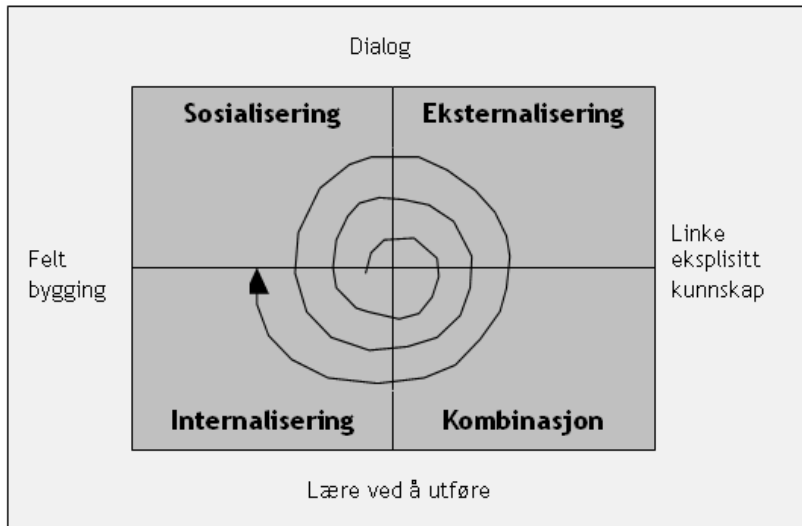 Dialog
Sosialisering
Eksternalisering
Felt
bygging
Linke
eksplisitt
kunnskap
Internalisering
Kombinasjon
Lære ved å utføre